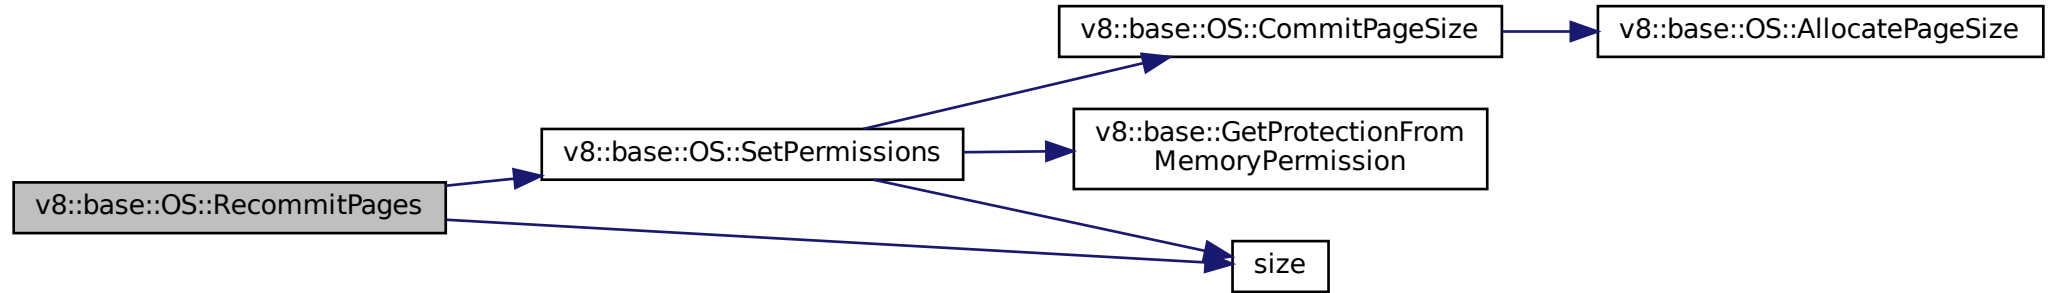 v8::base::OS::RecommitPages
v8::base::OS::SetPermissions
v8::base::OS::CommitPageSize
v8::base::OS::AllocatePageSize
v8::base::GetProtectionFrom
MemoryPermission
size